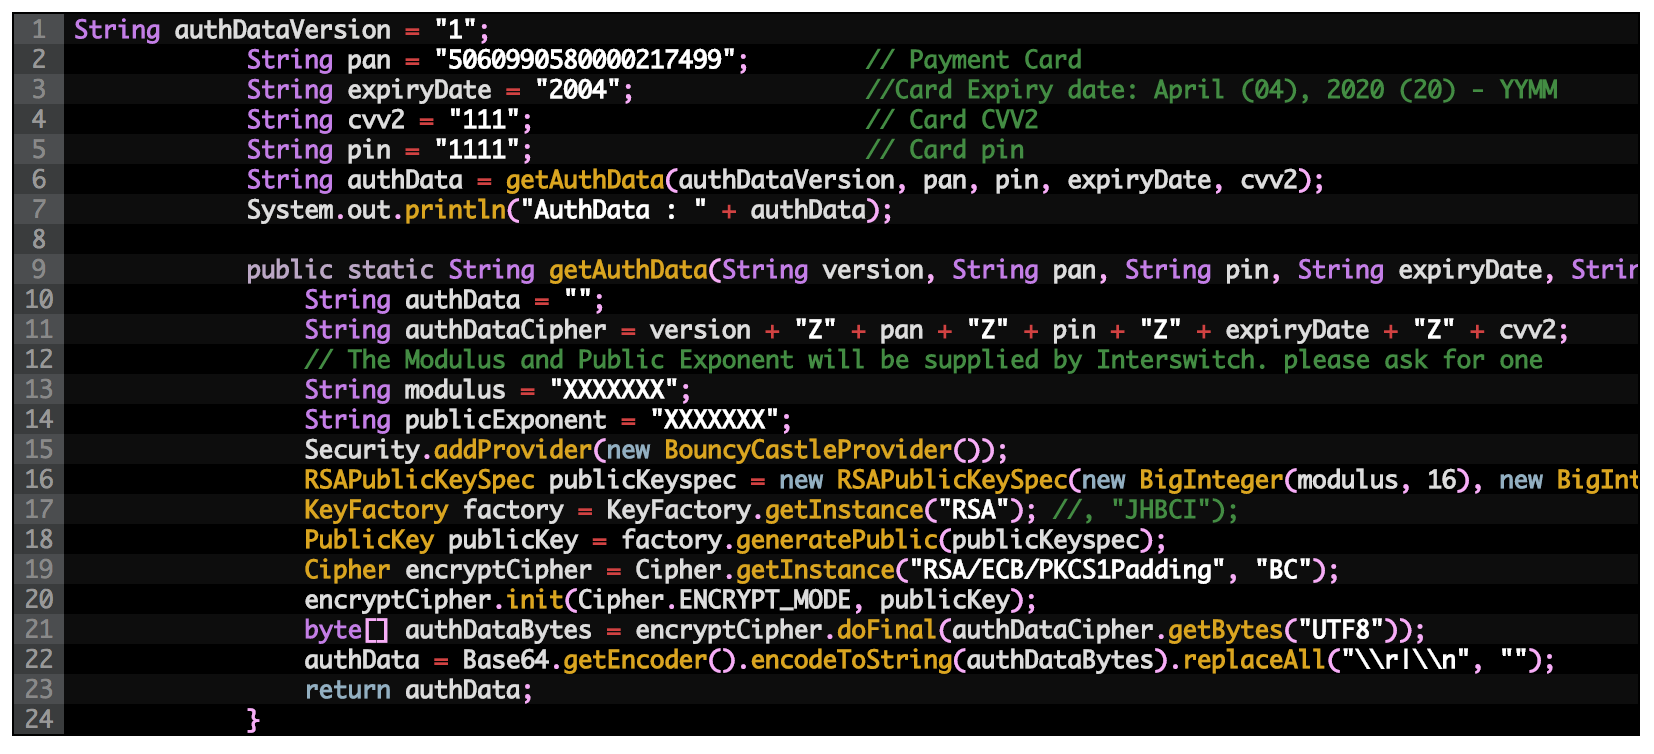 1 String authDataVersion = "1";
2 String pan = "5060990580000217499"; // Payment Card
3 String expiryDate = "2004"; //Card Expiry date: April (04), 2020 (20) - YYMM
4 String cvv2 = "111"; // Card CVV2
5 String pin = "1111"; // Card pin
6 String authData = getAuthData(authDataVersion, pan, pin, expiryDate, cvv2);
7 System.out.println("AuthData : " + authData);
8
9 public static String getAuthData(String version, String pan, String pin, String expiryDate, Strin
10 String authData = "";
11 String authDataCipher = version + "Z" + pan + "Z" + pin + "Z" + expiryDate + "Z" + cvv2;
12 // The Modulus and Public Exponent will be supplied by Interswitch. please ask for one
13 String modulus = "XXXXXXX";
14 String publicExponent = "XXXXXXX";
15 Security.addProvider(new BouncyCastleProvider());
16 RSAPublicKeySpec publicKeyspec = new RSAPublicKeySpec(new BigInteger(modulus, 16), new BigInt
17 KeyFactory factory = KeyFactory.getInstance("RSA"); //, "JHBCI");
18 PublicKey publicKey = factory.generatePublic(publicKeyspec);
19 Cipher encryptCipher = Cipher.getInstance("RSA/ECB/PKCS1Padding", "BC");
20 encryptCipher.init(Cipher.ENCRYPT_MODE, publicKey);
21 byte[] authDataBytes = encryptCipher.doFinal(authDataCipher.getBytes("UTF8"));
22 authData = Base64.getEncoder().encodeToString(authDataBytes).replaceAll("\\r|\\n", "");
23 return authData;
24 }